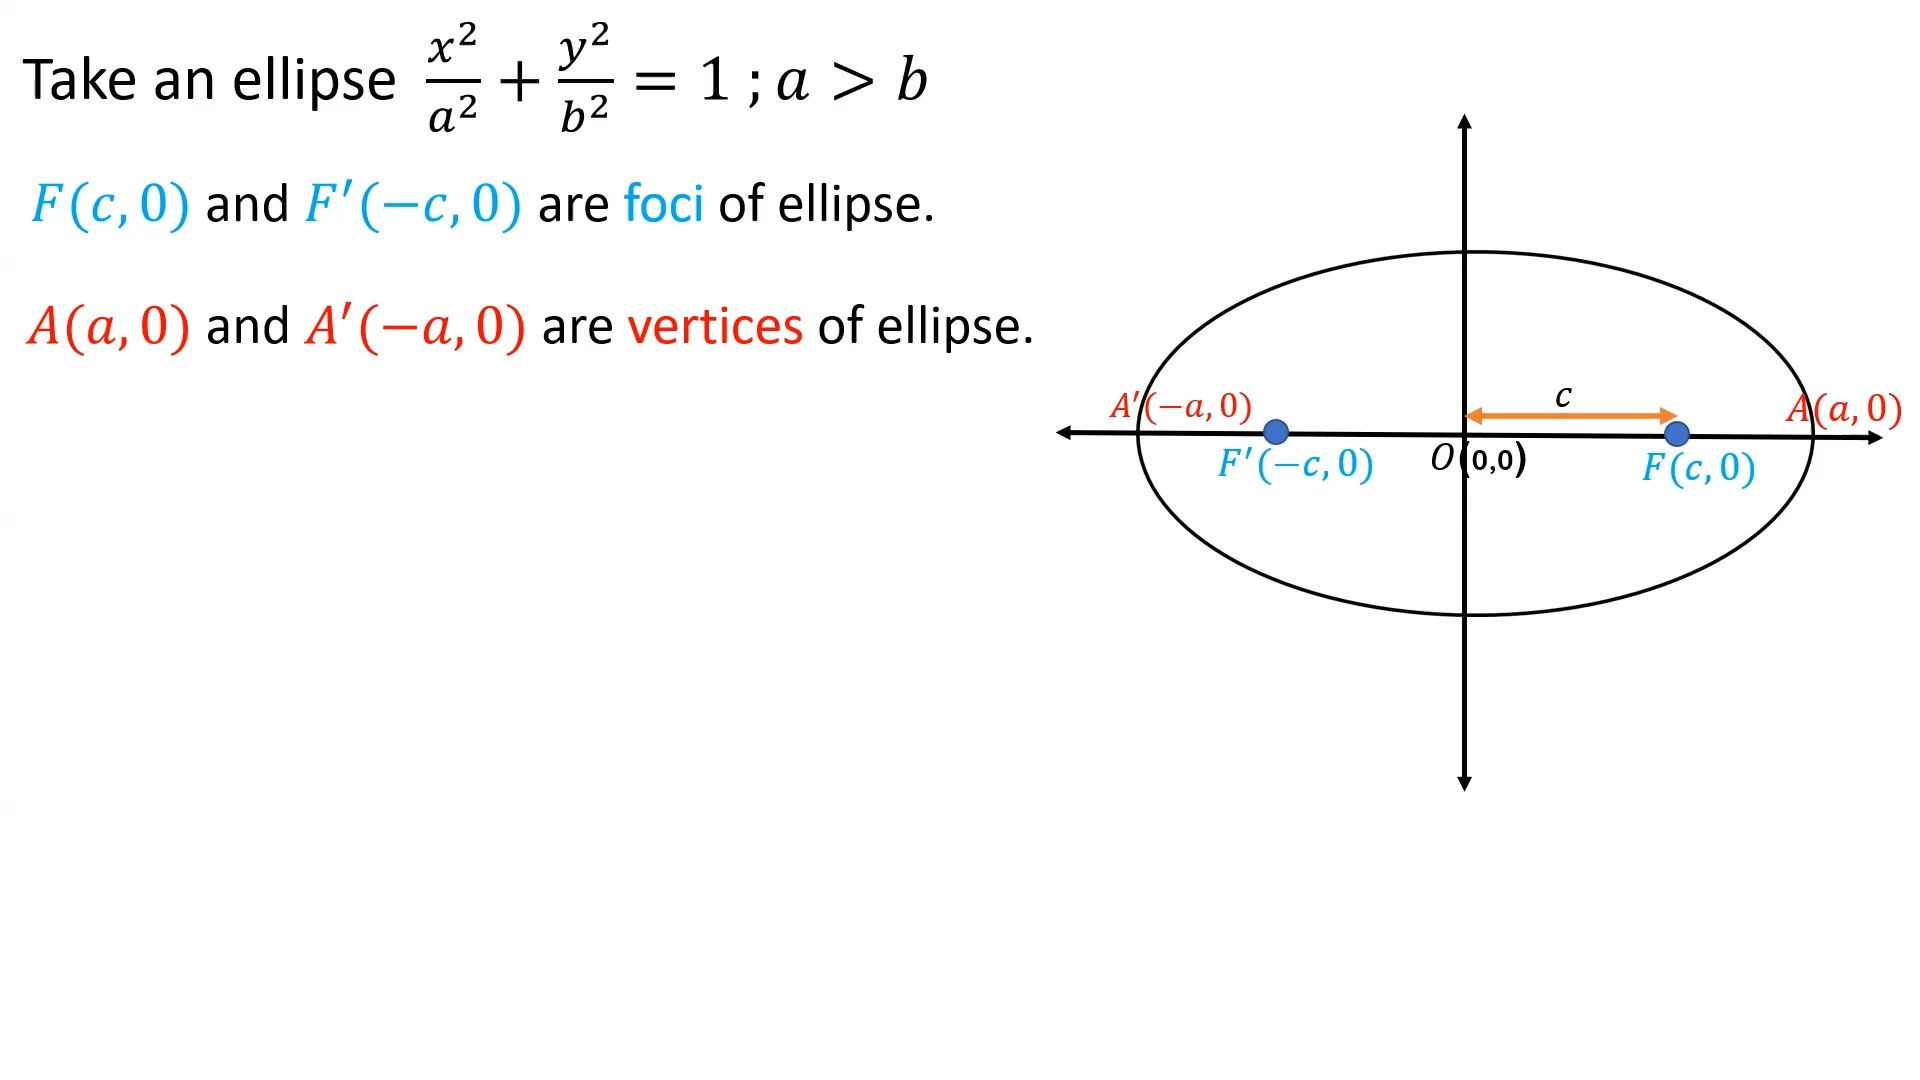 Take an ellipse x²/a² + y²/b² = 1 ; a > b
F(c, 0) and F′(−c, 0) are foci of ellipse.
A(a, 0) and A′(−a, 0) are vertices of ellipse.
c
A′(−a, 0)
A(a, 0)
F′(−c, 0)
O(0,0)
F(c, 0)